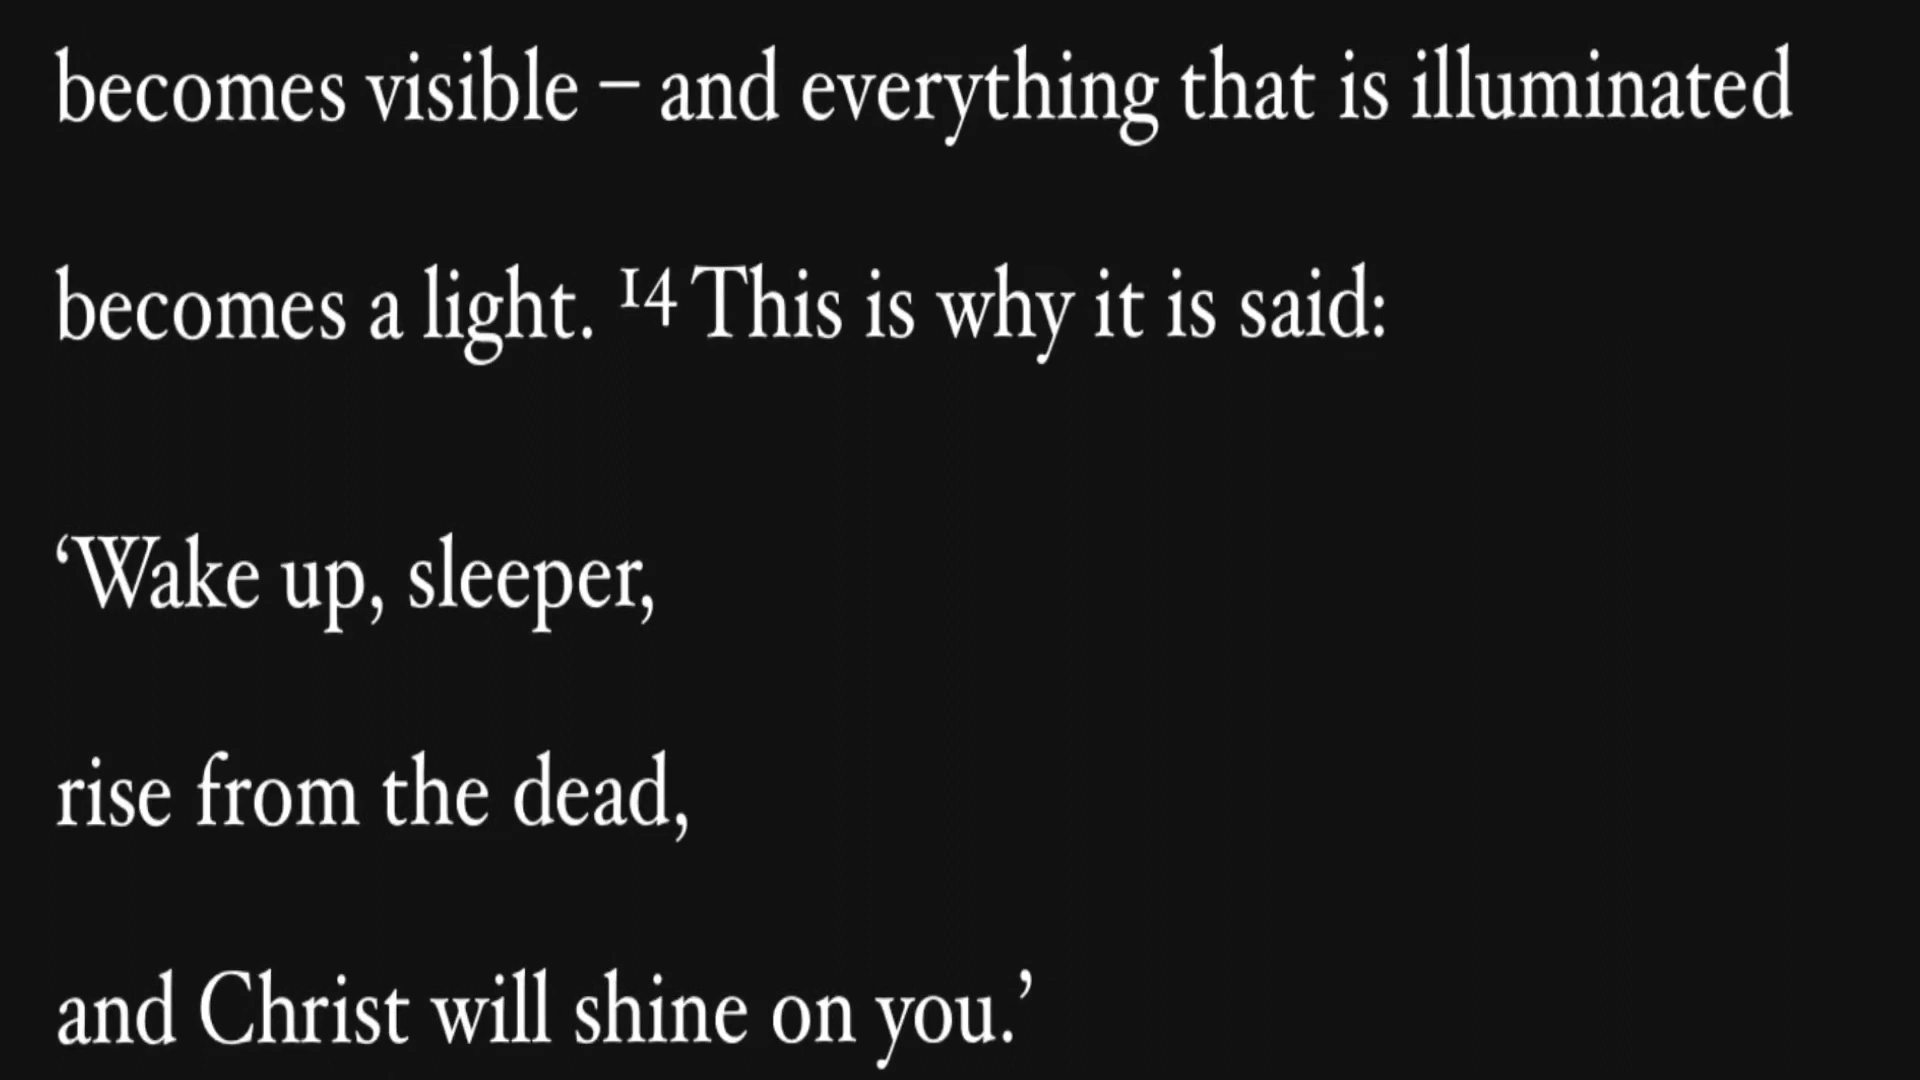 becomes visible – and everything that is illuminated
becomes a light. ¹⁴ This is why it is said:
‘Wake up, sleeper,
rise from the dead,
and Christ will shine on you.’